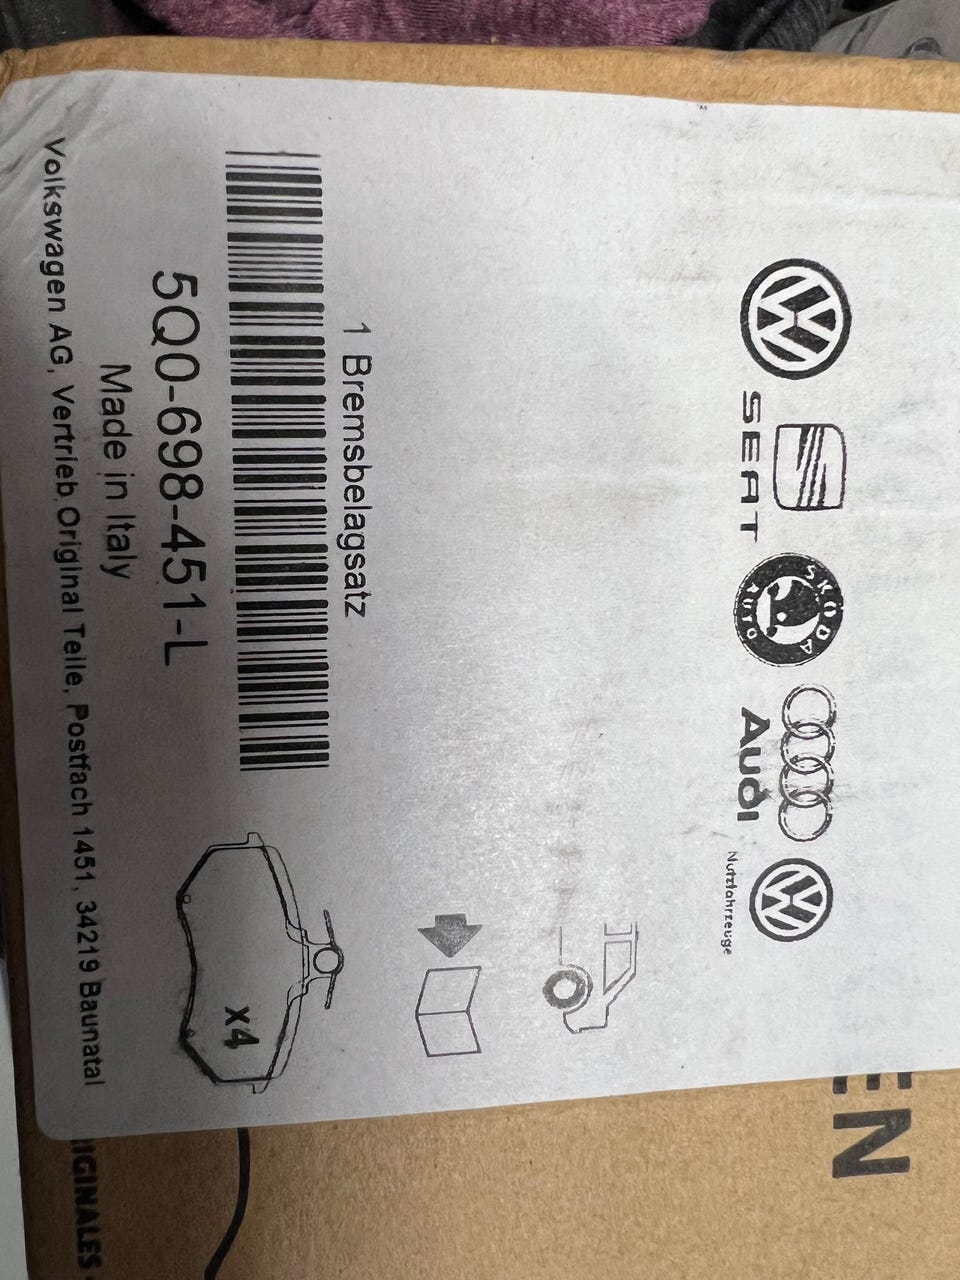 SEAT
ŠKODA
AUTO
Audi
Nutzfahrzeuge
1 Bremsbelagsatz
5Q0-698-451-L
Made in Italy
Volkswagen AG, Vertrieb Original Teile, Postfach 1451, 34219 Baunatal
x4
EN
RIGINALES